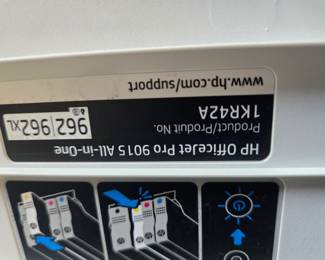 HP OfficeJet Pro 9015 All-in-One
Product/Produit No.
1KR42A
962 962XL
www.hp.com/support